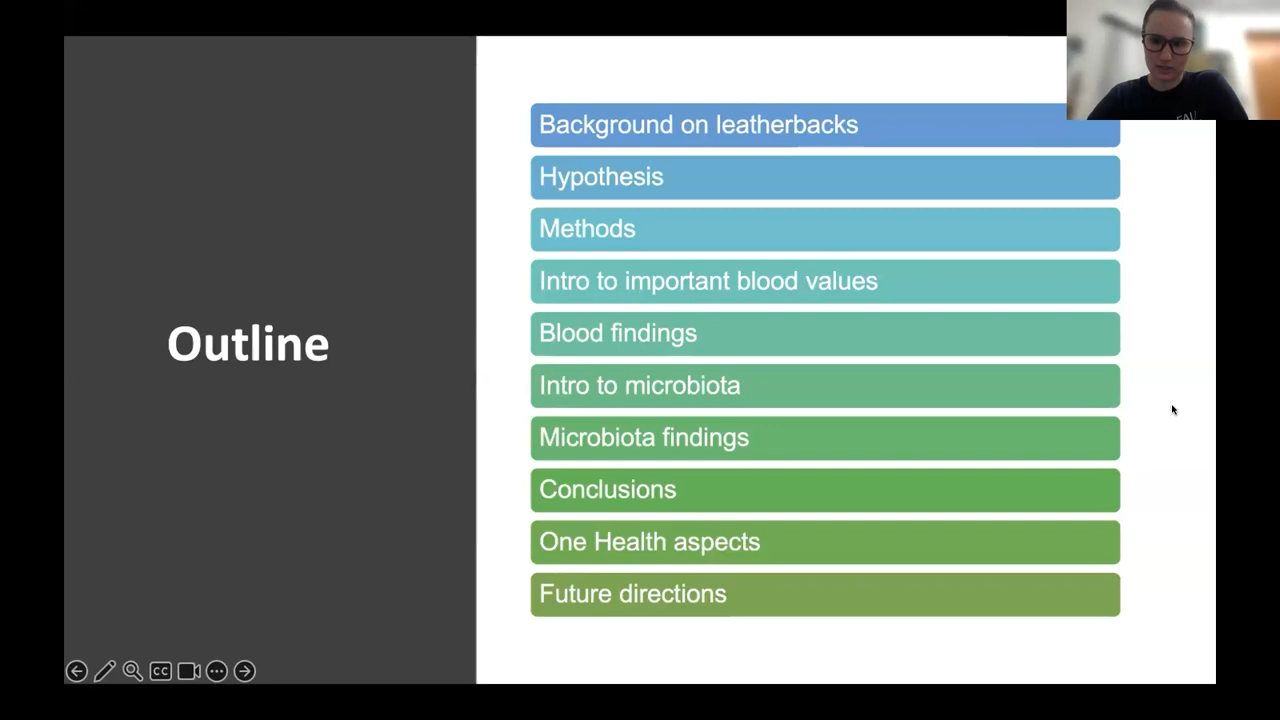 Outline
Background on leatherbacks
Hypothesis
Methods
Intro to important blood values
Blood findings
Intro to microbiota
Microbiota findings
Conclusions
One Health aspects
Future directions
CC